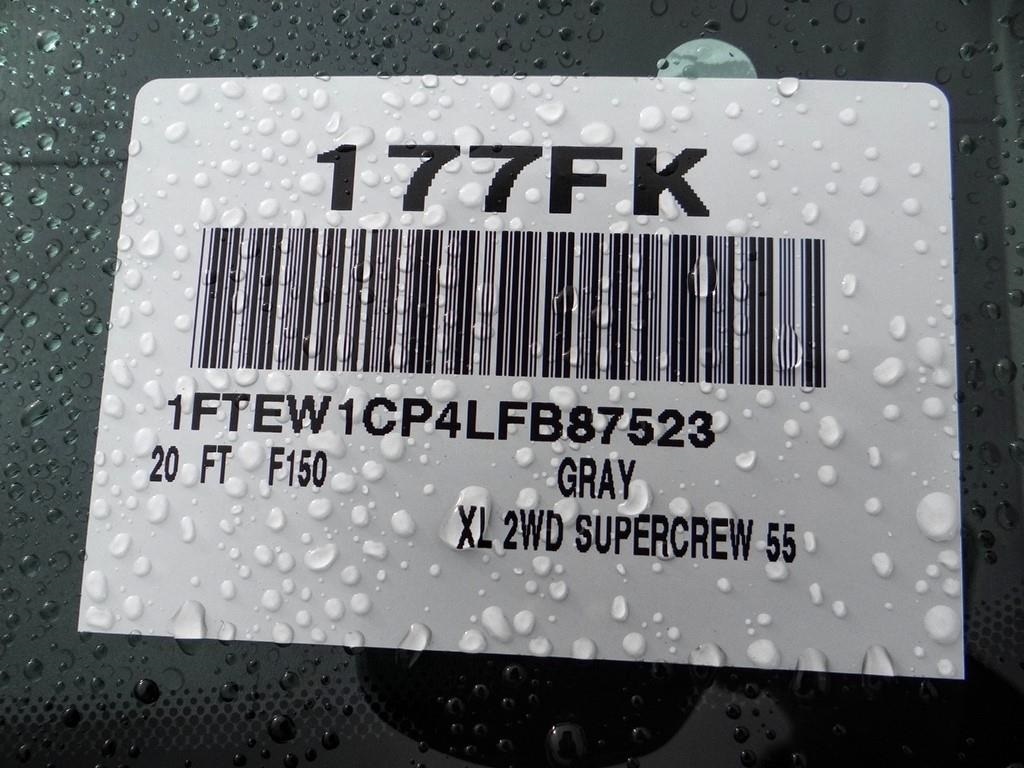 177FK
1FTEW1CP4LFB87523
20 FT F150 GRAY
XL 2WD SUPERCREW 55